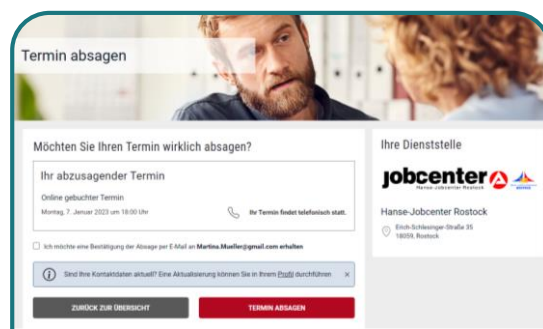 Termin absagen
Möchten Sie Ihren Termin wirklich absagen?
Ihr abzusagender Termin
Online gebuchter Termin
Montag, 7. Januar 2023 um 18:00 Uhr
Ihr Termin findet telefonisch statt.
Ich möchte eine Bestätigung der Absage per E-Mail an Martina.Mueller@gmail.com erhalten
Sind Ihre Kontaktdaten aktuell? Eine Aktualisierung können Sie in Ihrem Profil durchführen
ZURÜCK ZUR ÜBERSICHT
TERMIN ABSAGEN
Ihre Dienststelle
jobcenter
Hanse-Jobcenter Rostock
Hanse-Jobcenter Rostock
Erich-Schlesinger-Straße 35
18059, Rostock